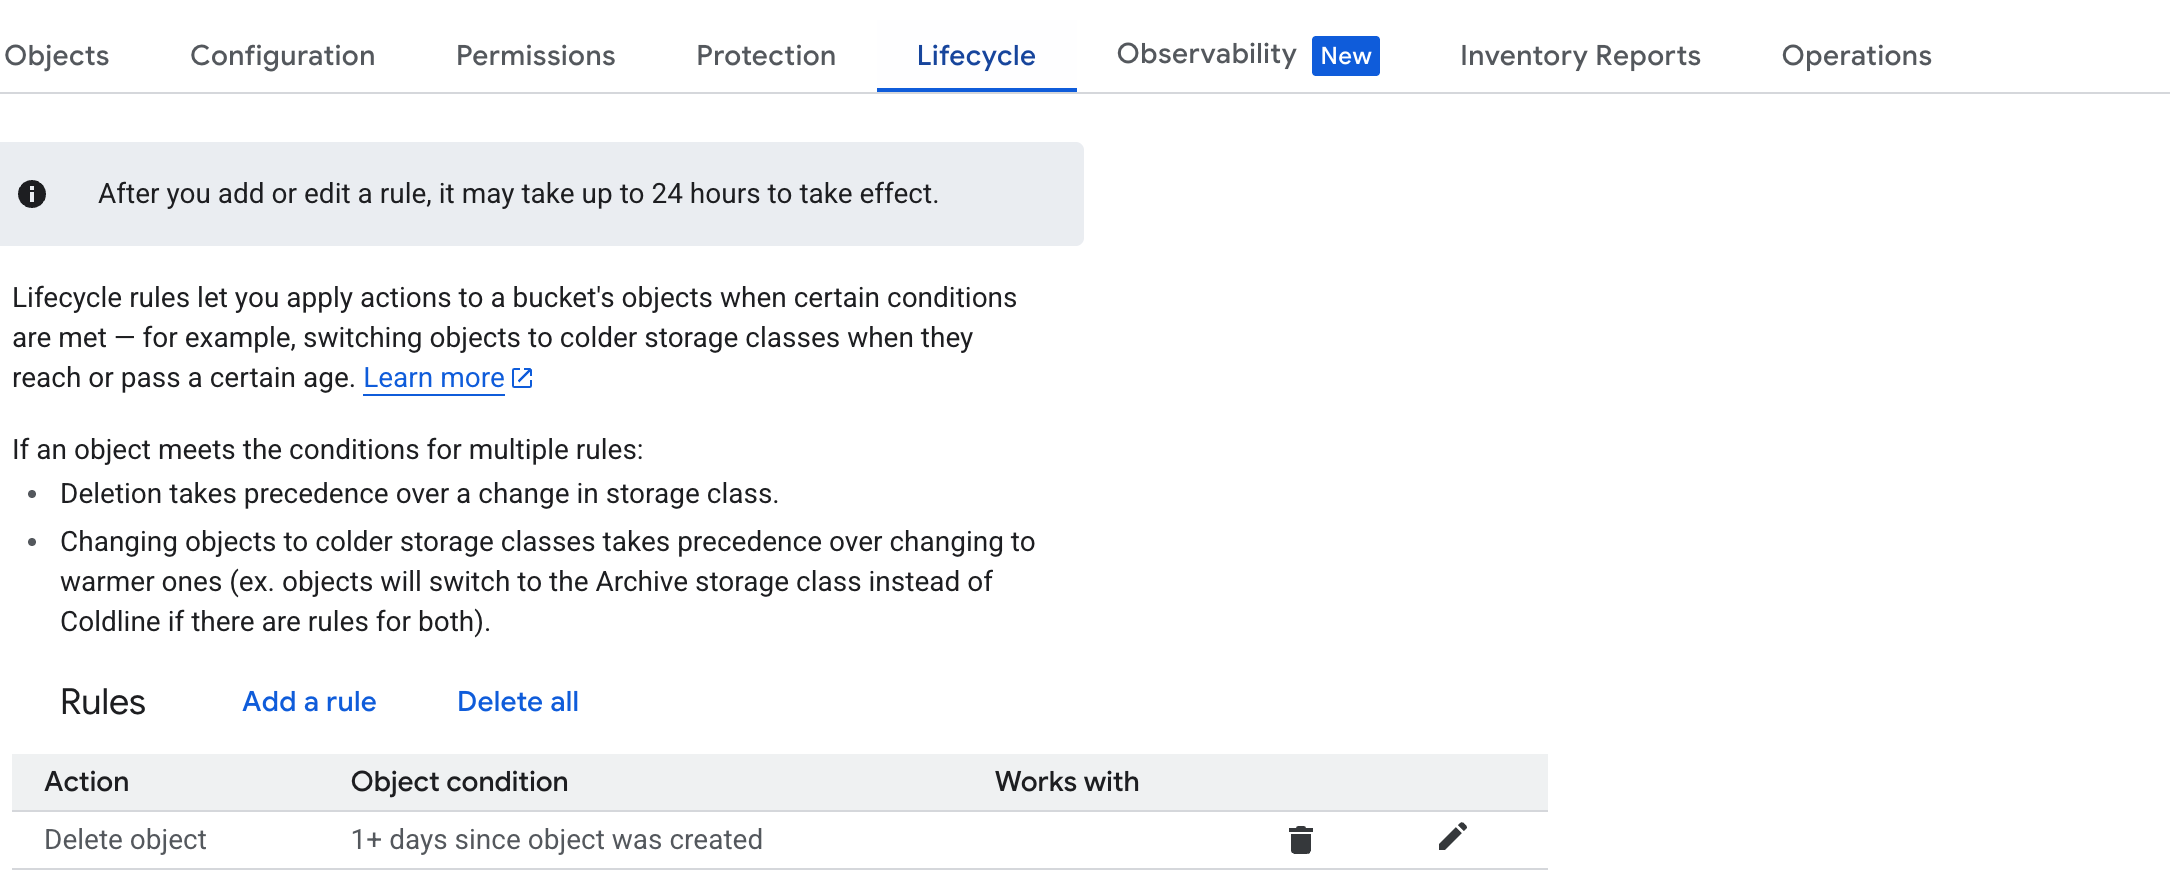 Objects Configuration Permissions Protection Lifecycle Observability New Inventory Reports Operations
After you add or edit a rule, it may take up to 24 hours to take effect.
Lifecycle rules let you apply actions to a bucket's objects when certain conditions
are met — for example, switching objects to colder storage classes when they
reach or pass a certain age. Learn more
If an object meets the conditions for multiple rules:
• Deletion takes precedence over a change in storage class.
• Changing objects to colder storage classes takes precedence over changing to
warmer ones (ex. objects will switch to the Archive storage class instead of
Coldline if there are rules for both).
Rules Add a rule Delete all
Action Object condition Works with
Delete object 1+ days since object was created